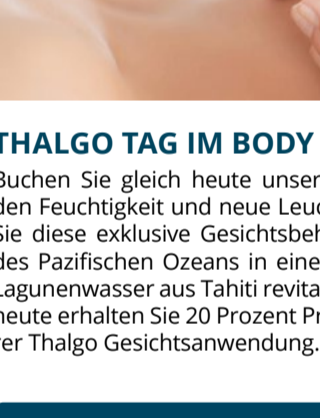 THALGO TAG IM BODY
Buchen Sie gleich heute unser
den Feuchtigkeit und neue Leuc
Sie diese exklusive Gesichtsbeh
des Pazifischen Ozeans in eine
Lagunenwasser aus Tahiti revita
heute erhalten Sie 20 Prozent Pr
rer Thalgo Gesichtsanwendung.